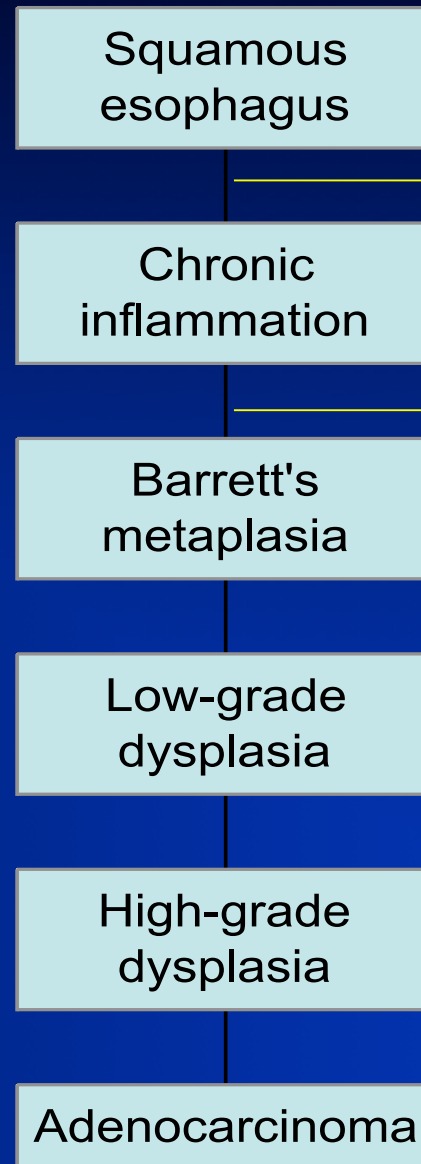 Squamous
esophagus
Chronic
inflammation
Barrett's
metaplasia
Low-grade
dysplasia
High-grade
dysplasia
Adenocarcinoma